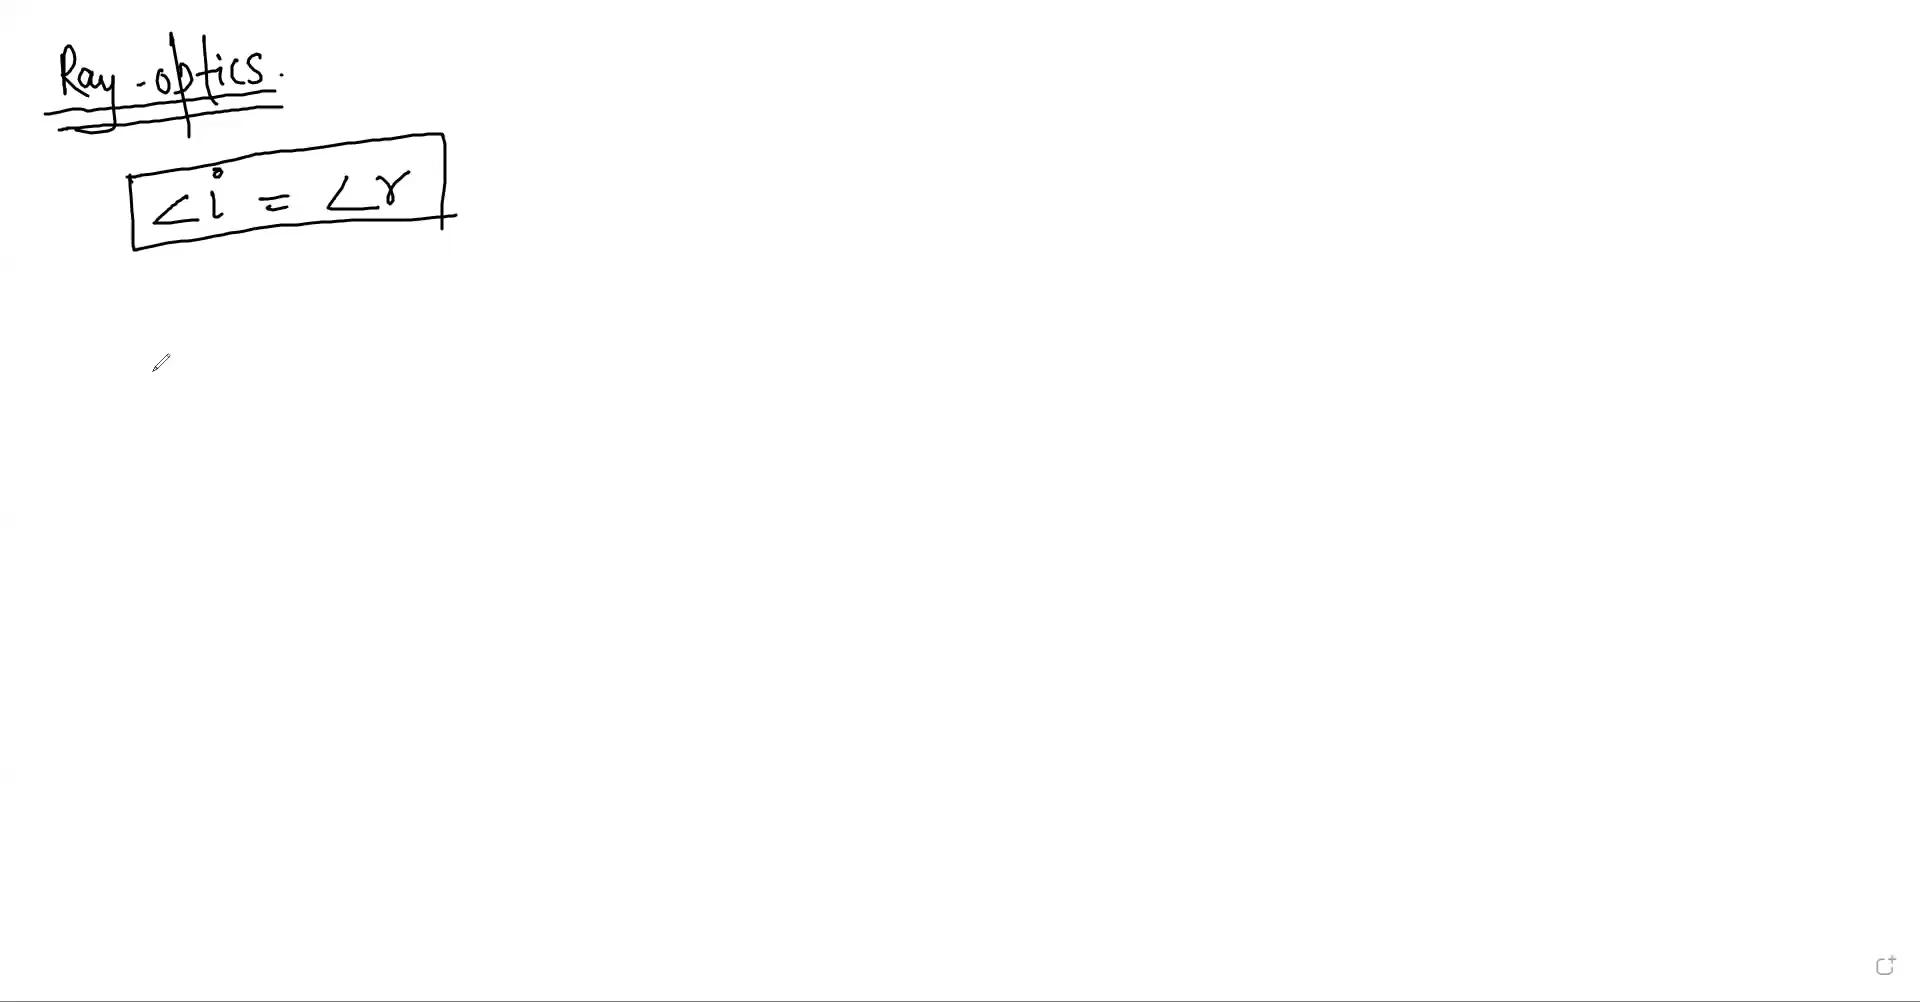 Ray-optics.
∠i = ∠r